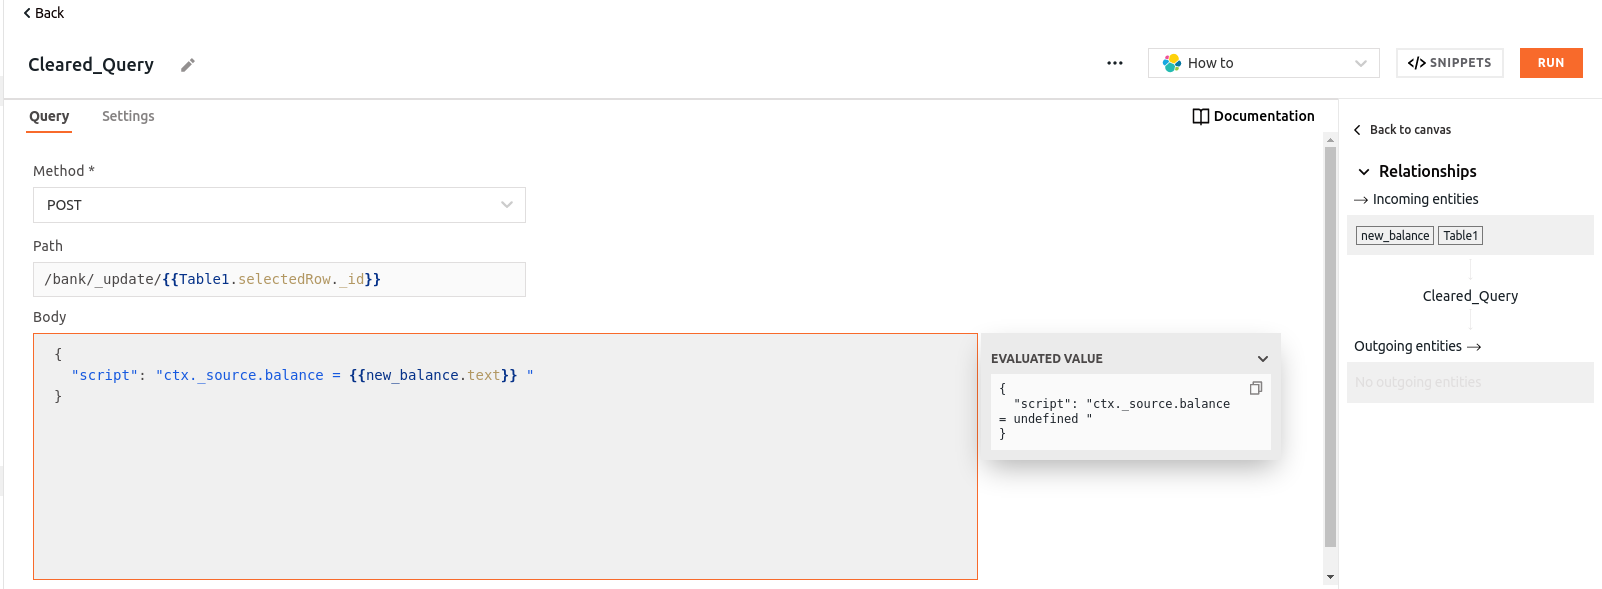 Back
Cleared_Query
How to
</> SNIPPETS
RUN
Query Settings
Documentation
Method *
POST
Path
/bank/_update/{{Table1.selectedRow._id}}
Body
{
"script": "ctx._source.balance = {{new_balance.text}} "
}
EVALUATED VALUE
{
"script": "ctx._source.balance
= undefined "
}
Back to canvas
Relationships
Incoming entities
new_balance Table1
Cleared_Query
Outgoing entities
No outgoing entities